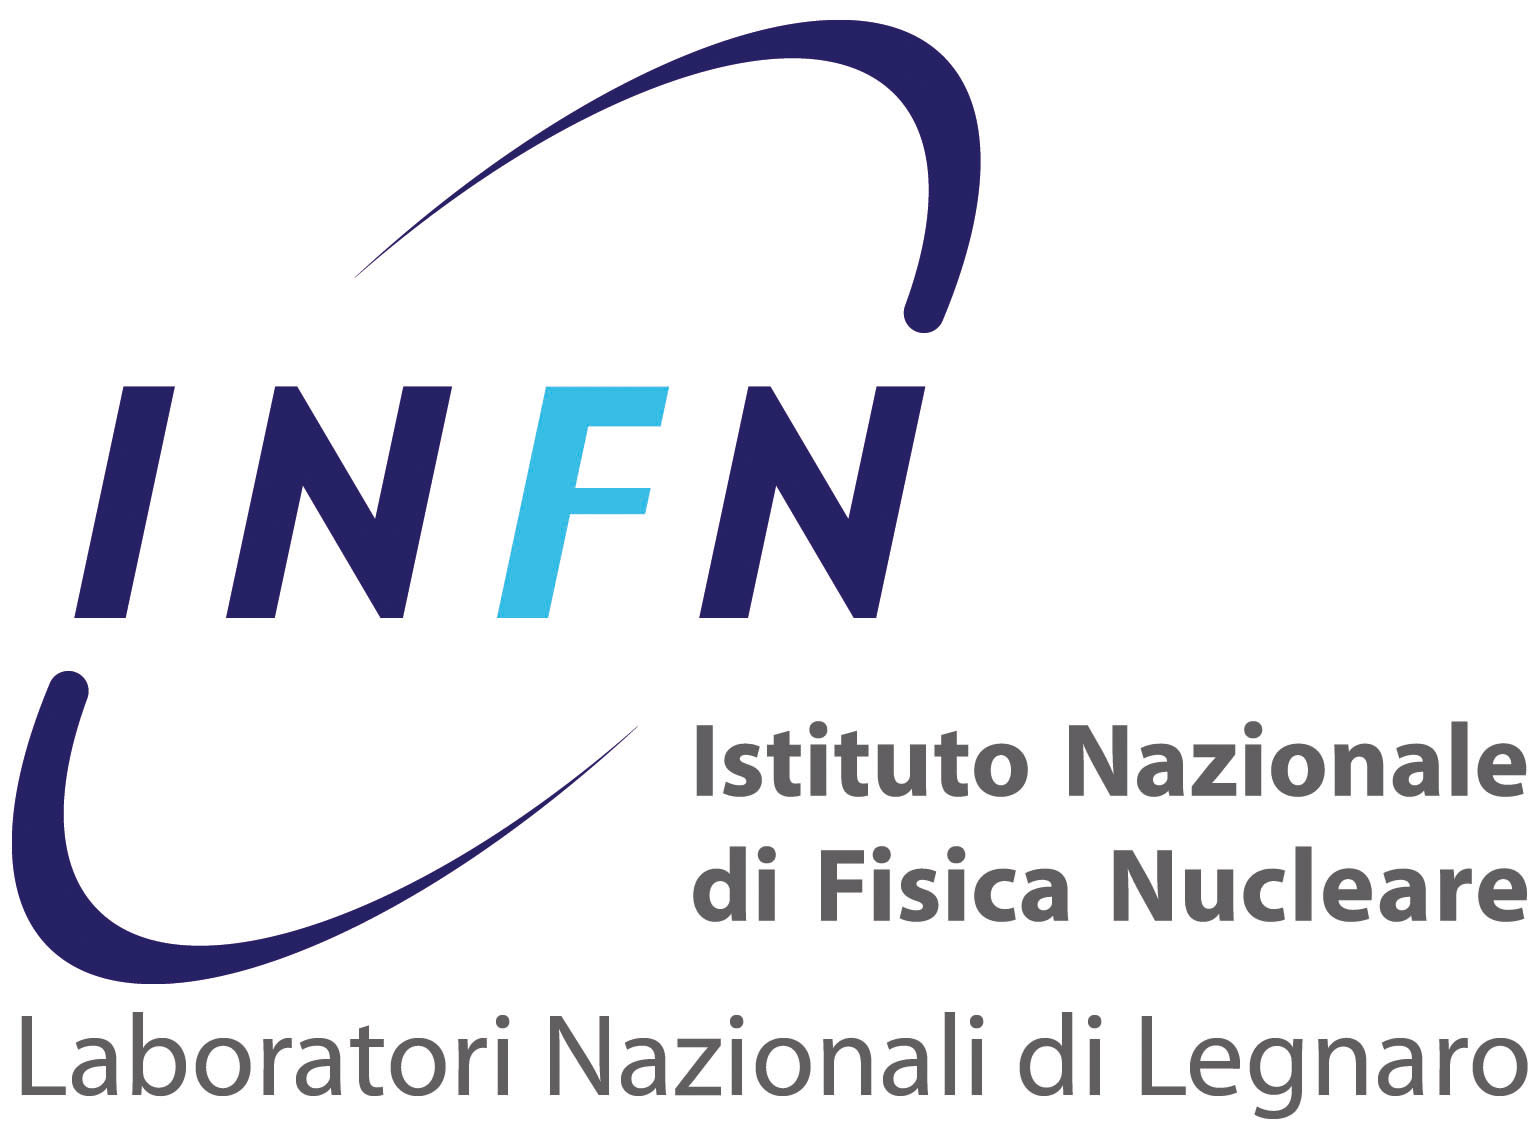 INFN
Istituto Nazionale
di Fisica Nucleare
Laboratori Nazionali di Legnaro